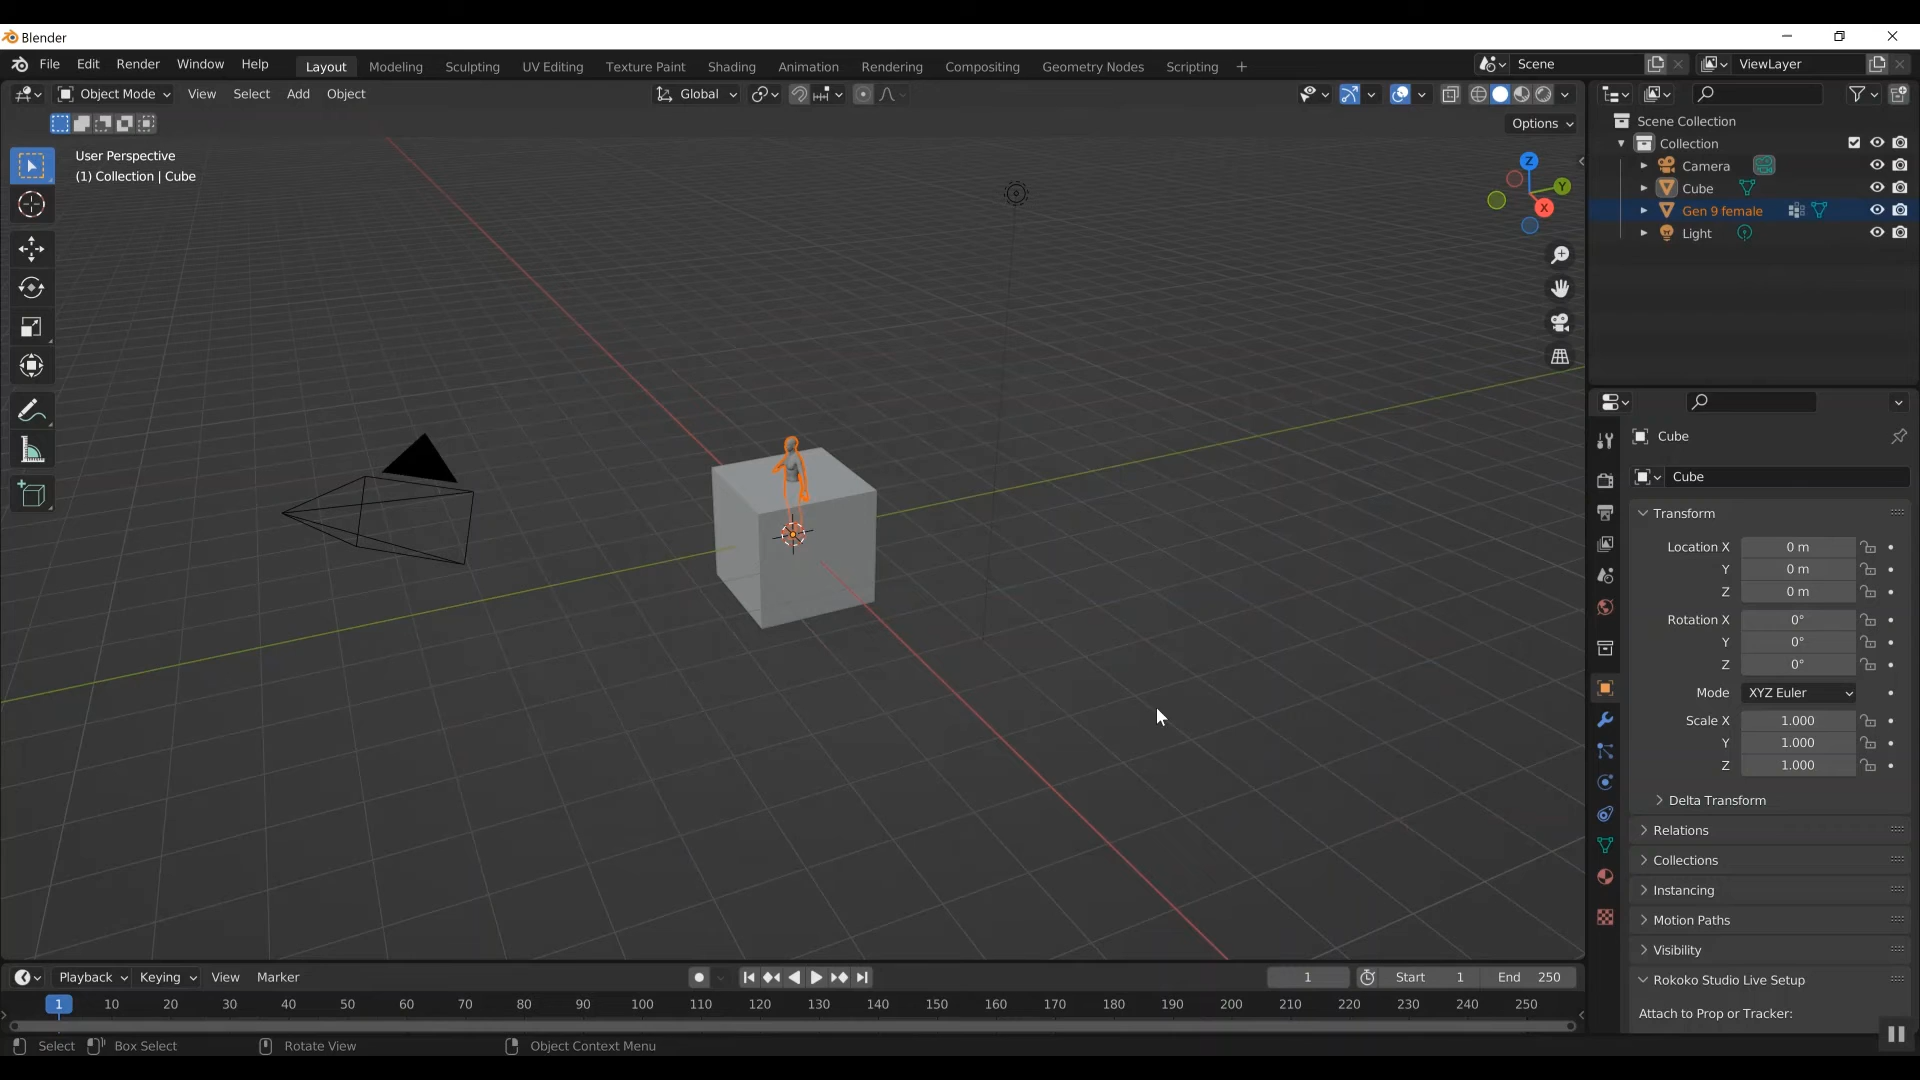 Blender
File Edit Render Window Help Layout Modeling Sculpting UV Editing Texture Paint Shading Animation Rendering Compositing Geometry Nodes Scripting + Scene ViewLayer
Object Mode View Select Add Object Global
Options
User Perspective
(1) Collection | Cube
Z
Y
X
Scene Collection
Collection
Camera
Cube
Gen 9 female
Light
Cube
Cube
Transform
Location X 0 m
Y 0 m
Z 0 m
Rotation X 0°
Y 0°
Z 0°
Mode XYZ Euler
Scale X 1.000
Y 1.000
Z 1.000
Delta Transform
Relations
Collections
Instancing
Motion Paths
Visibility
Rokoko Studio Live Setup
Attach to Prop or Tracker:
Playback Keying View Marker 1 Start 1 End 250
1 10 20 30 40 50 60 70 80 90 100 110 120 130 140 150 160 170 180 190 200 210 220 230 240 250
Select Box Select Rotate View Object Context Menu